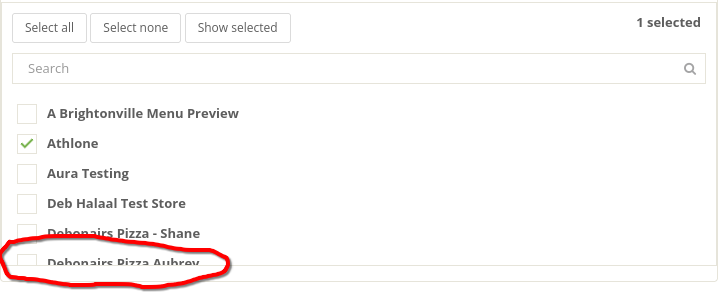 Select all Select none Show selected 1 selected
Search
A Brightonville Menu Preview
Athlone
Aura Testing
Deb Halaal Test Store
Debonairs Pizza - Shane
Debonairs Pizza Aubrey